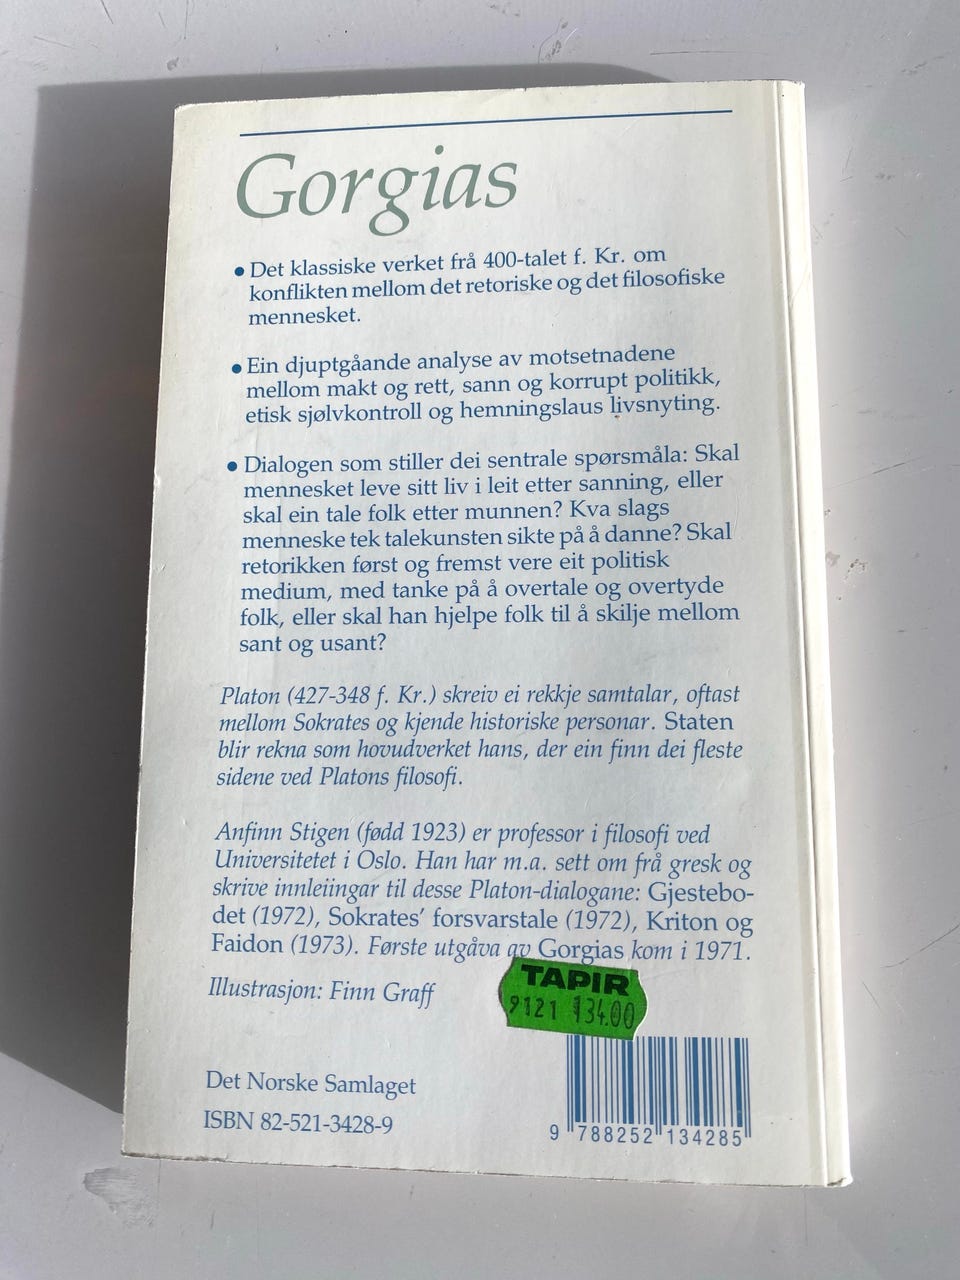 Gorgias
• Det klassiske verket frå 400-talet f. Kr. om
konflikten mellom det retoriske og det filosofiske
mennesket.
• Ein djuptgåande analyse av motsetnadene
mellom makt og rett, sann og korrupt politikk,
etisk sjølvkontroll og hemningslaus livsnyting.
• Dialogen som stiller dei sentrale spørsmåla: Skal
mennesket leve sitt liv i leit etter sanning, eller
skal ein tale folk etter munnen? Kva slags
menneske tek talekunsten sikte på å danne? Skal
retorikken først og fremst vere eit politisk
medium, med tanke på å overtale og overtyde
folk, eller skal han hjelpe folk til å skilje mellom
sant og usant?
Platon (427-348 f. Kr.) skreiv ei rekkje samtalar, oftast
mellom Sokrates og kjende historiske personar. Staten
blir rekna som hovudverket hans, der ein finn dei fleste
sidene ved Platons filosofi.
Anfinn Stigen (fødd 1923) er professor i filosofi ved
Universitetet i Oslo. Han har m.a. sett om frå gresk og
skrive innleiingar til desse Platon-dialogane: Gjestebo-
det (1972), Sokrates' forsvarstale (1972), Kriton og
Faidon (1973). Første utgåva av Gorgias kom i 1971.
Illustrasjon: Finn Graff
TAPIR
9121 134.00
Det Norske Samlaget
ISBN 82-521-3428-9
9 788252 134285